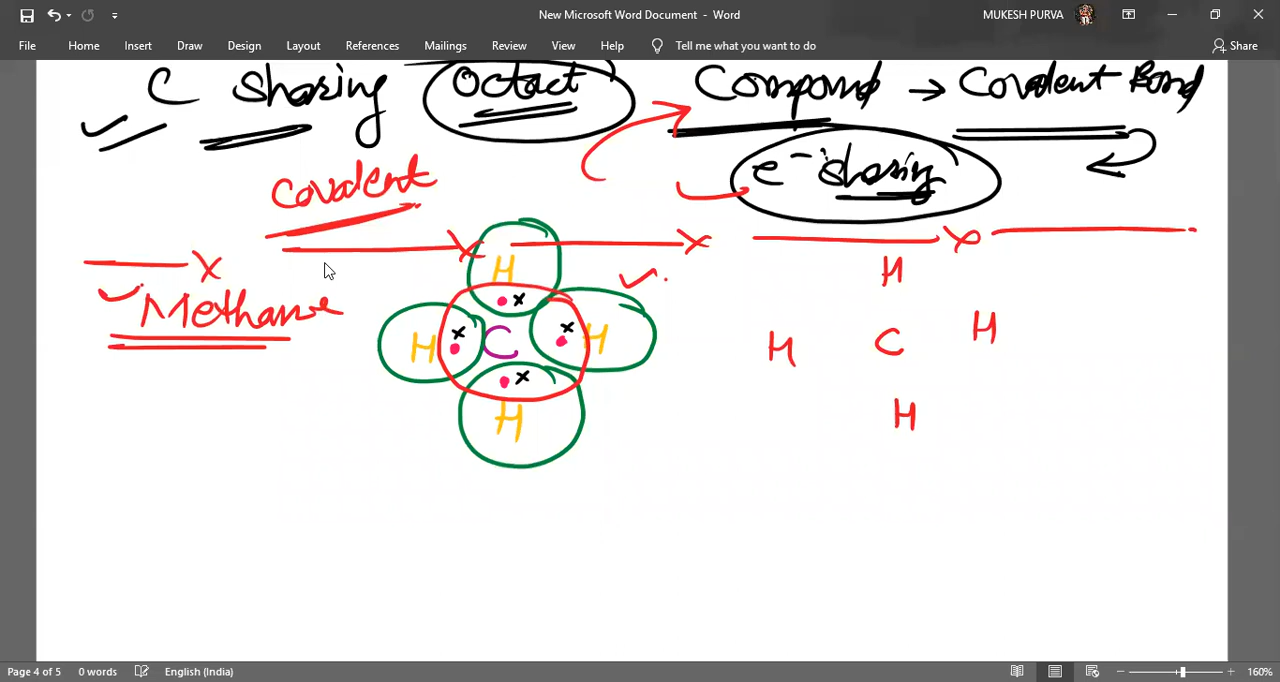 New Microsoft Word Document - Word
MUKESH PURVA
File Home Insert Draw Design Layout References Mailings Review View Help Tell me what you want to do Share
C sharing Octact Compound → Covalent Bond
e⁻ sharing
Covalent
Methane
H
H C H
H
H
H C H
H
Page 4 of 5 0 words English (India) 160%